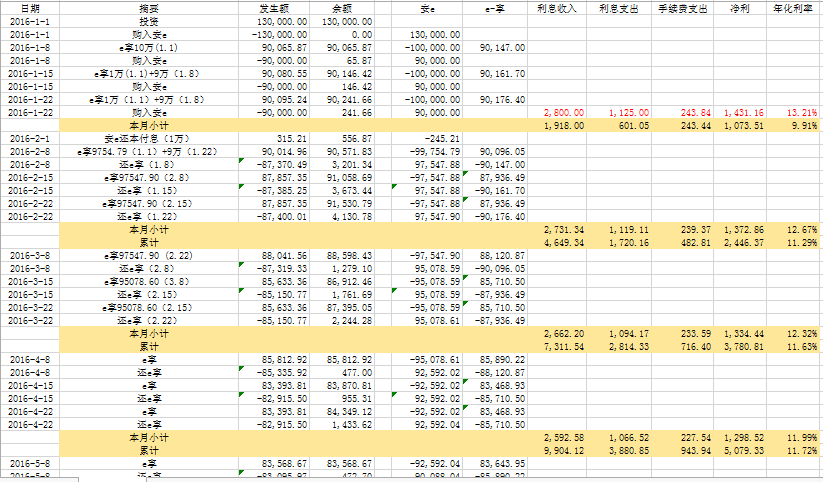 日期 摘要 发生额 余额 安e e-享 利息收入 利息支出 手续费支出 净利 年化利率
2016-1-1 投资 130,000.00 130,000.00
2016-1-1 购入安e -130,000.00 0.00 130,000.00
2016-1-8 e享10万(1.1) 90,065.87 90,065.87 -100,000.00 90,147.00
2016-1-8 购入安e -90,000.00 65.87 90,000.00
2016-1-15 e享1万(1.1)+9万（1.8） 90,080.55 90,146.42 -100,000.00 90,161.70
2016-1-15 购入安e -90,000.00 146.42 90,000.00
2016-1-22 e享1万（1.1）+9万（1.8） 90,095.24 90,241.66 -100,000.00 90,176.40
2016-1-22 购入安e -90,000.00 241.66 90,000.00 2,800.00 1,125.00 243.84 1,431.16 13.21%
本月小计 1,918.00 601.05 243.44 1,073.51 9.91%
2016-2-1 安e还本付息（1万） 315.21 556.87 -245.21
2016-2-8 e享9754.79（1.1）+9万（1.22） 90,014.96 90,571.83 -99,754.79 90,096.05
2016-2-8 还e享（1.8） -87,370.49 3,201.34 97,547.88 -90,147.00
2016-2-15 e享97547.90（2.8） 87,857.35 91,058.69 -97,547.88 87,936.49
2016-2-15 还e享（1.15） -87,385.25 3,673.44 97,547.88 -90,161.70
2016-2-22 e享97547.90（2.15） 87,857.35 91,530.79 -97,547.88 87,936.49
2016-2-22 还e享（1.22） -87,400.01 4,130.78 97,547.90 -90,176.40
本月小计 2,731.34 1,119.11 239.37 1,372.86 12.67%
累计 4,649.34 1,720.16 482.81 2,446.37 11.29%
2016-3-8 e享97547.90（2.22） 88,041.56 88,598.43 -97,547.90 88,120.87
2016-3-8 还e享（2.8） -87,319.33 1,279.10 95,078.59 -90,096.05
2016-3-15 e享95078.60（3.8） 85,633.36 86,912.46 -95,078.59 85,710.50
2016-3-15 还e享（2.15） -85,150.77 1,761.69 95,078.59 -87,936.49
2016-3-22 e享95078.60（2.15） 85,633.36 87,395.05 -95,078.59 85,710.50
2016-3-22 还e享（2.22） -85,150.77 2,244.28 95,078.61 -87,936.49
本月小计 2,662.20 1,094.17 233.59 1,334.44 12.32%
累计 7,311.54 2,814.33 716.40 3,780.81 11.63%
2016-4-8 e享 85,812.92 85,812.92 -95,078.61 85,890.22
2016-4-8 还e享 -85,335.92 477.00 92,592.02 -88,120.87
2016-4-15 e享 83,393.81 83,870.81 -92,592.02 83,468.93
2016-4-15 还e享 -82,915.50 955.31 92,592.02 -85,710.50
2016-4-22 e享 83,393.81 84,349.12 -92,592.02 83,468.93
2016-4-22 还e享 -82,915.50 1,433.62 92,592.04 -85,710.50
本月小计 2,592.58 1,066.52 227.54 1,298.52 11.99%
累计 9,904.12 3,880.85 943.94 5,079.33 11.72%
2016-5-8 e享 83,568.67 83,568.67 -92,592.04 83,643.95
2016-5-8 还e享 -83,095.97 472.70 90,088.04 -85,890.22